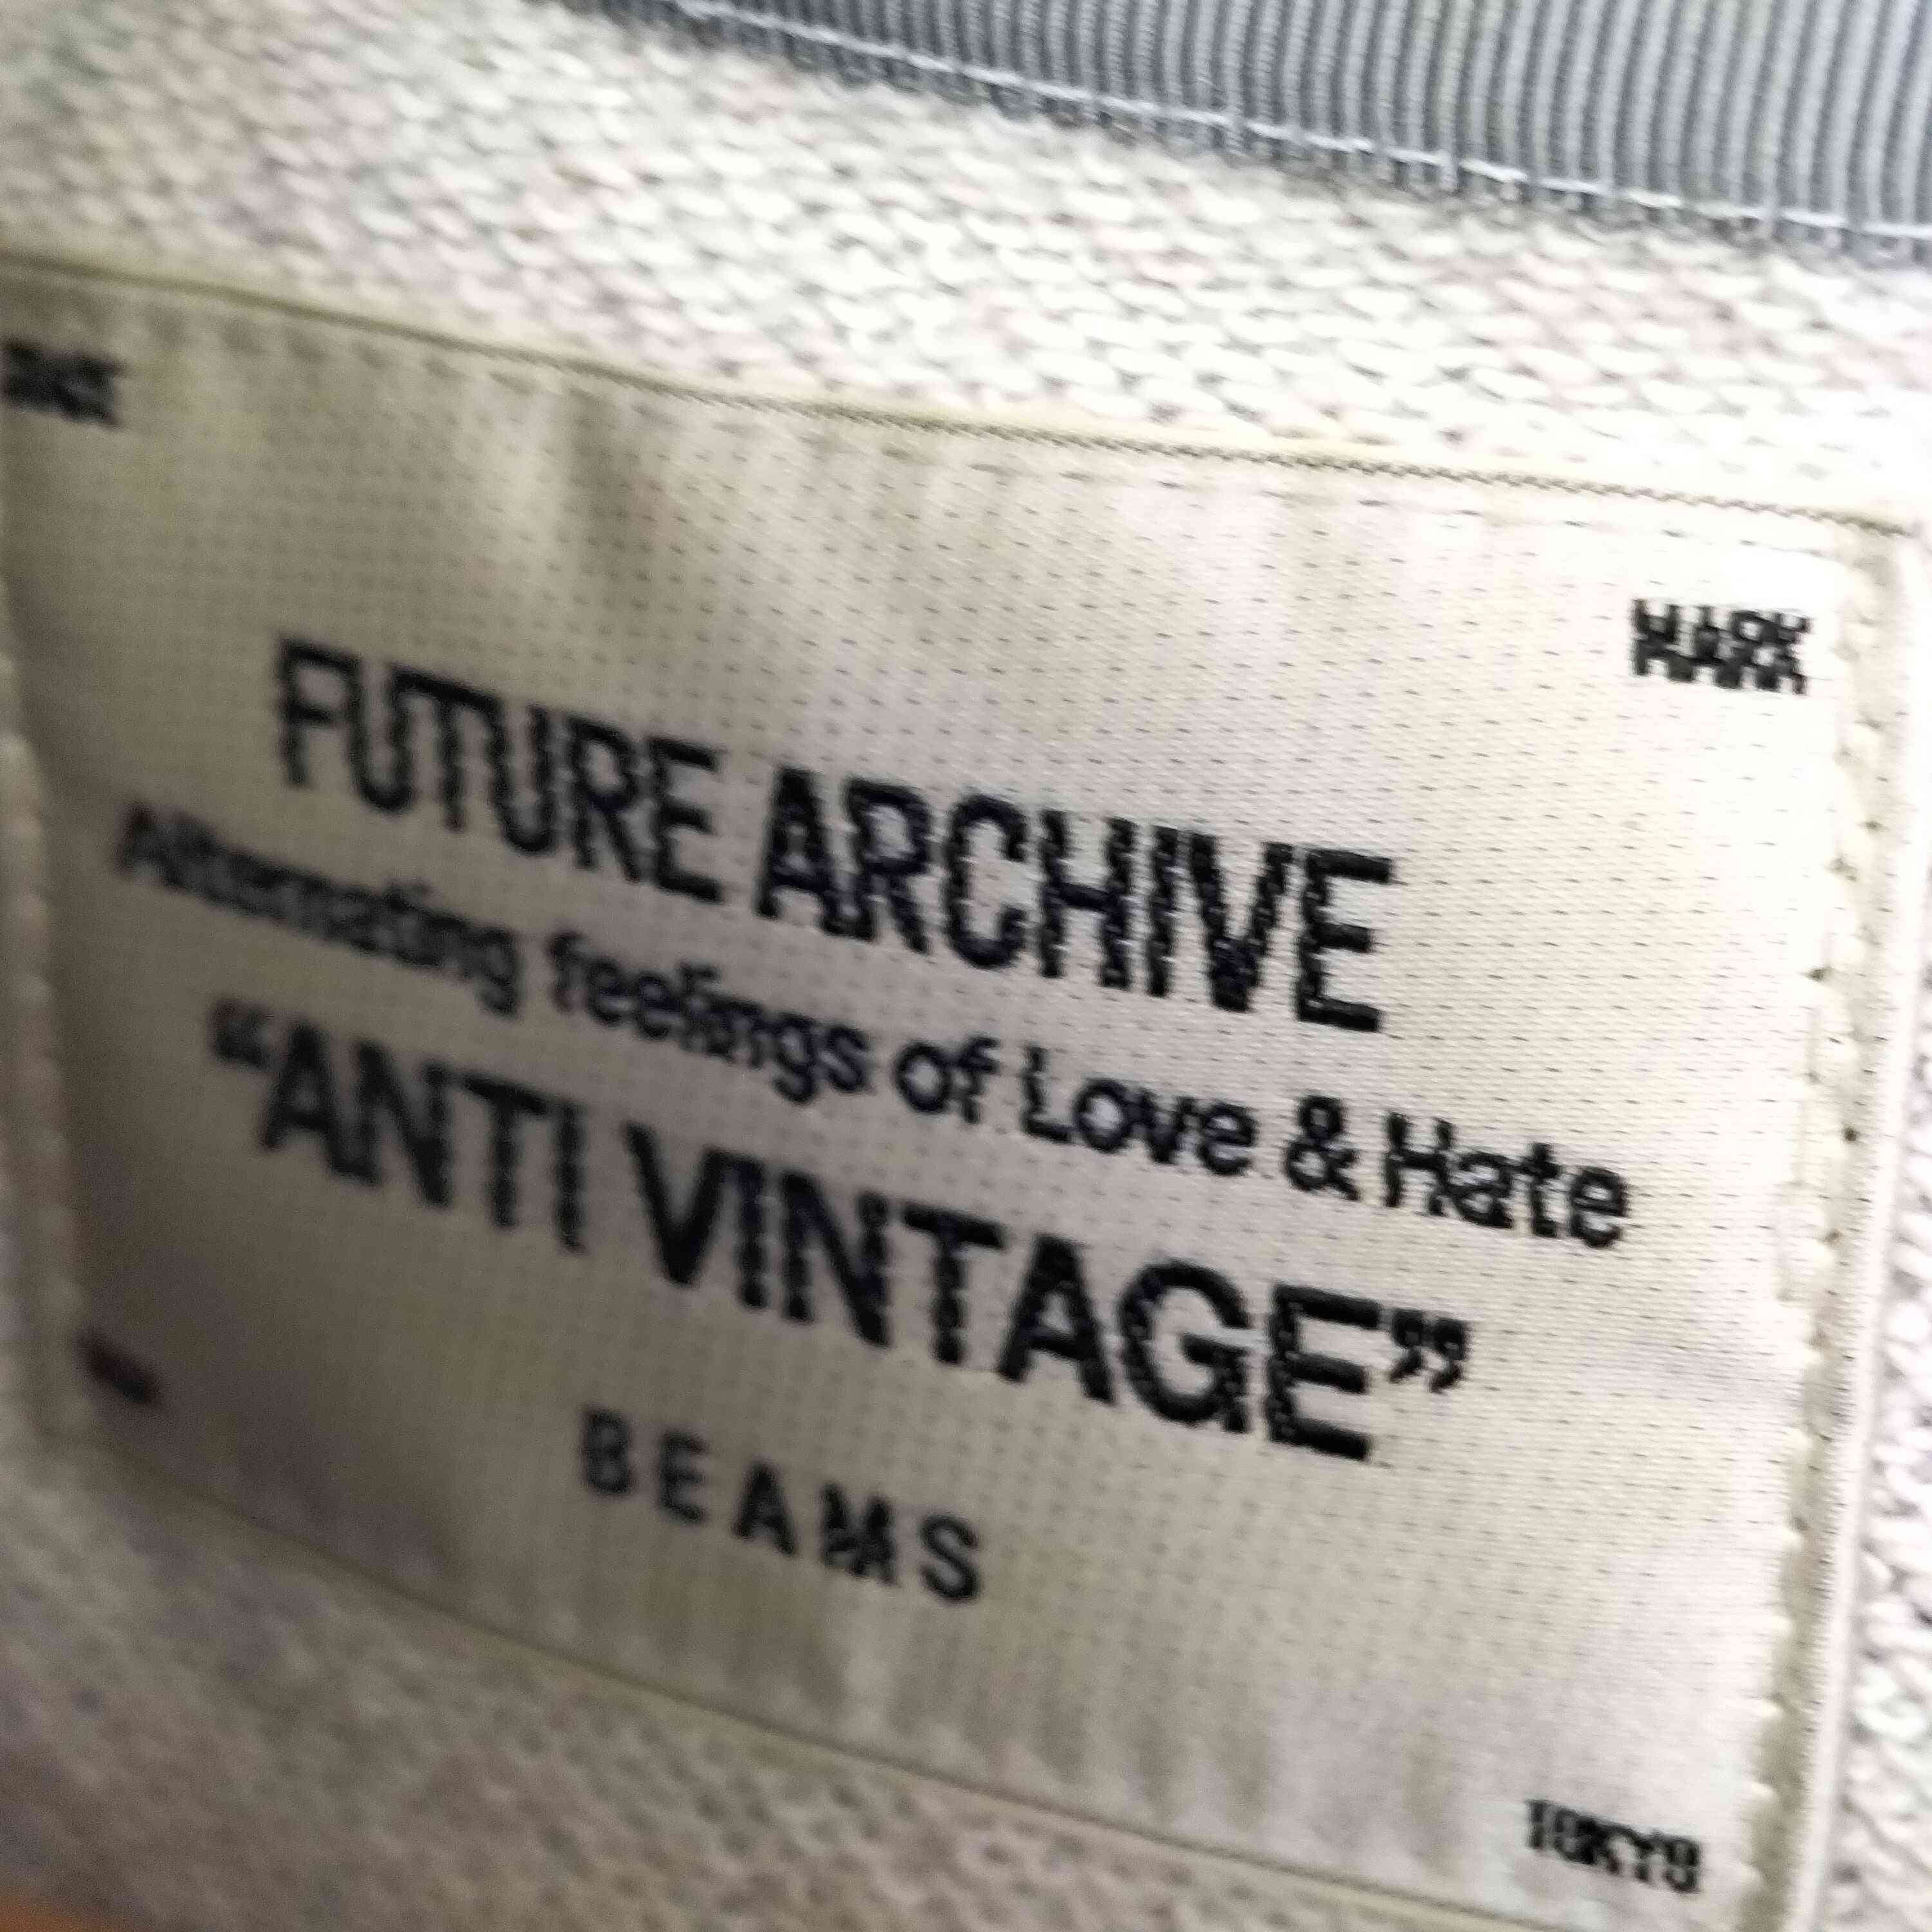 MARK
FUTURE ARCHIVE
Alternating feelings of Love & Hate
“ANTI VINTAGE”
BEAMS
TOKYO